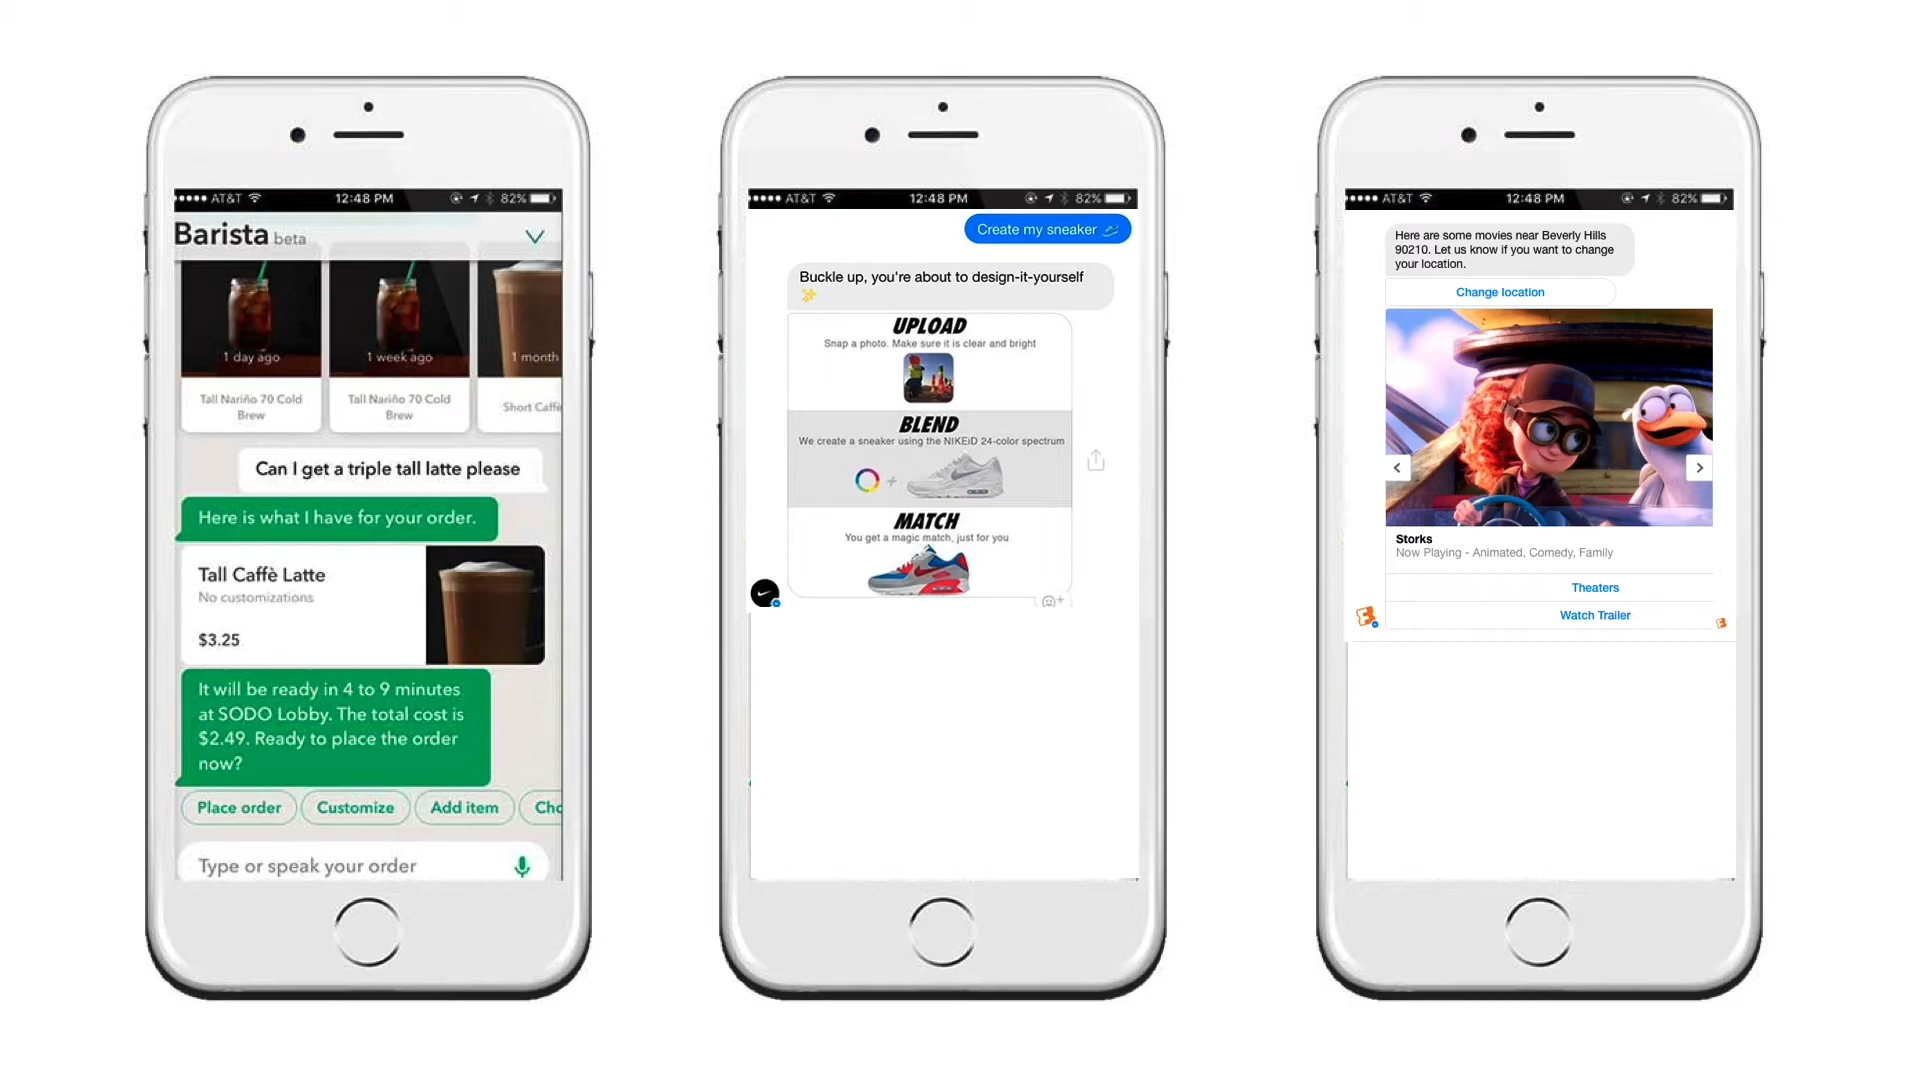 AT&T 12:48 PM 82%
Barista beta
1 day ago
1 week ago
1 month
Tall Nariño 70 Cold
Brew
Tall Nariño 70 Cold
Brew
Short Caffè
Can I get a triple tall latte please
Here is what I have for your order.
Tall Caffè Latte
No customizations
$3.25
It will be ready in 4 to 9 minutes
at SODO Lobby. The total cost is
$2.49. Ready to place the order
now?
Place order
Customize
Add item
Cho
Type or speak your order
AT&T 12:48 PM 82%
Create my sneaker
Buckle up, you're about to design-it-yourself
UPLOAD
Snap a photo. Make sure it is clear and bright
BLEND
We create a sneaker using the NIKEiD 24-color spectrum
+
MATCH
You get a magic match, just for you
AT&T 12:48 PM 82%
Here are some movies near Beverly Hills
90210. Let us know if you want to change
your location.
Change location
Storks
Now Playing - Animated, Comedy, Family
Theaters
Watch Trailer